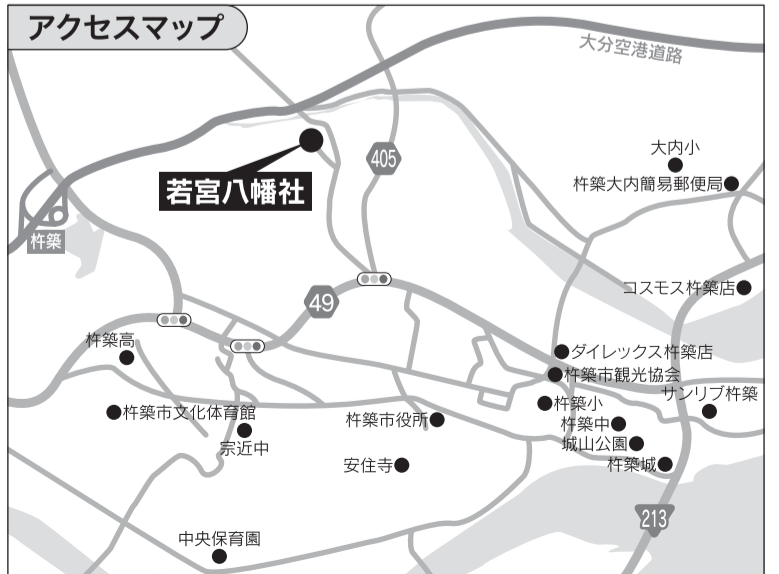 アクセスマップ
大分空港道路
405
大内小
杵築大内簡易郵便局
若宮八幡社
杵築
コスモス杵築店
49
杵築高
ダイレックス杵築店
杵築市観光協会
サンリブ杵築
杵築市文化体育館
杵築小
杵築市役所
杵築中
宗近中
城山公園
安住寺
杵築城
213
中央保育園